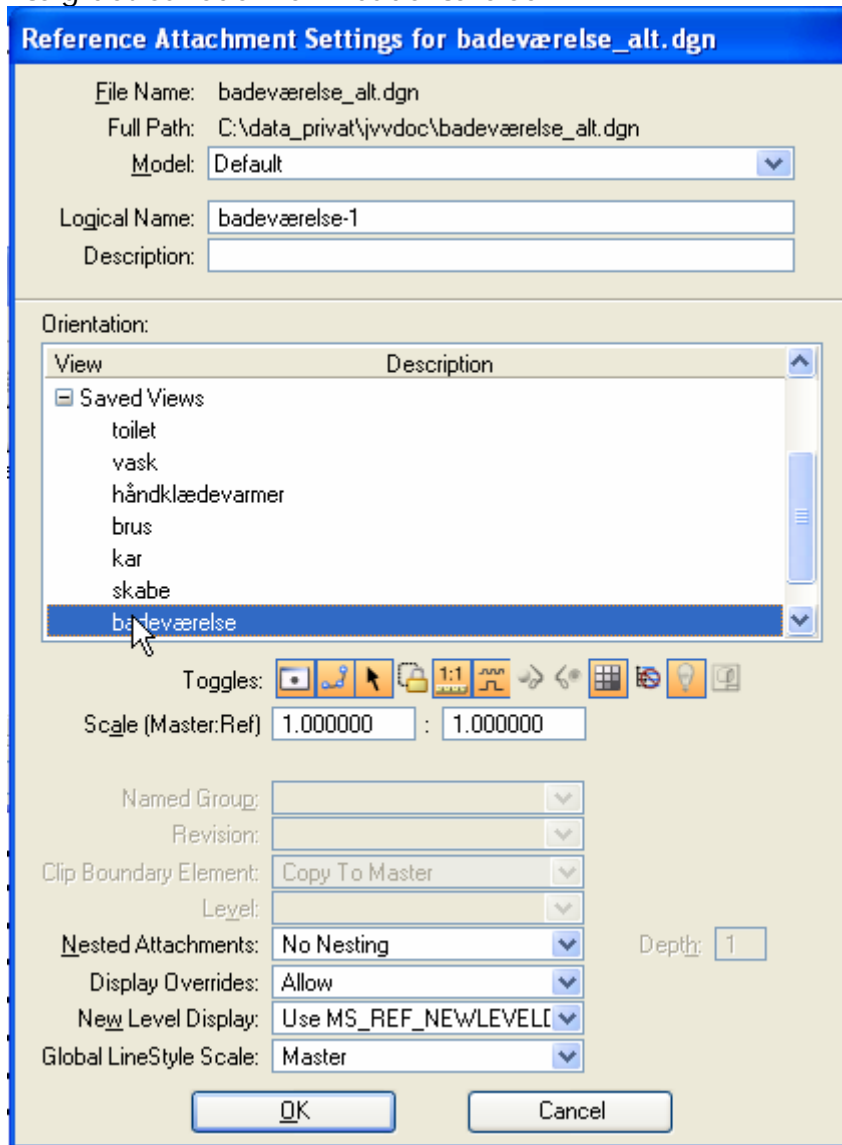 Reference Attachment Settings for badeværelse_alt.dgn
File Name: badeværelse_alt.dgn
Full Path: C:\data_privat\jvvdoc\badeværelse_alt.dgn
Model: Default
Logical Name: badeværelse-1
Description:
Orientation:
View Description
Saved Views
toilet
vask
håndklædevarmer
brus
kar
skabe
badeværelse
Toggles: 1:1
Scale (Master:Ref) 1.000000 : 1.000000
Named Group:
Revision:
Clip Boundary Element: Copy To Master
Level:
Nested Attachments: No Nesting Depth: 1
Display Overrides: Allow
New Level Display: Use MS_REF_NEWLEVELD
Global LineStyle Scale: Master
OK Cancel